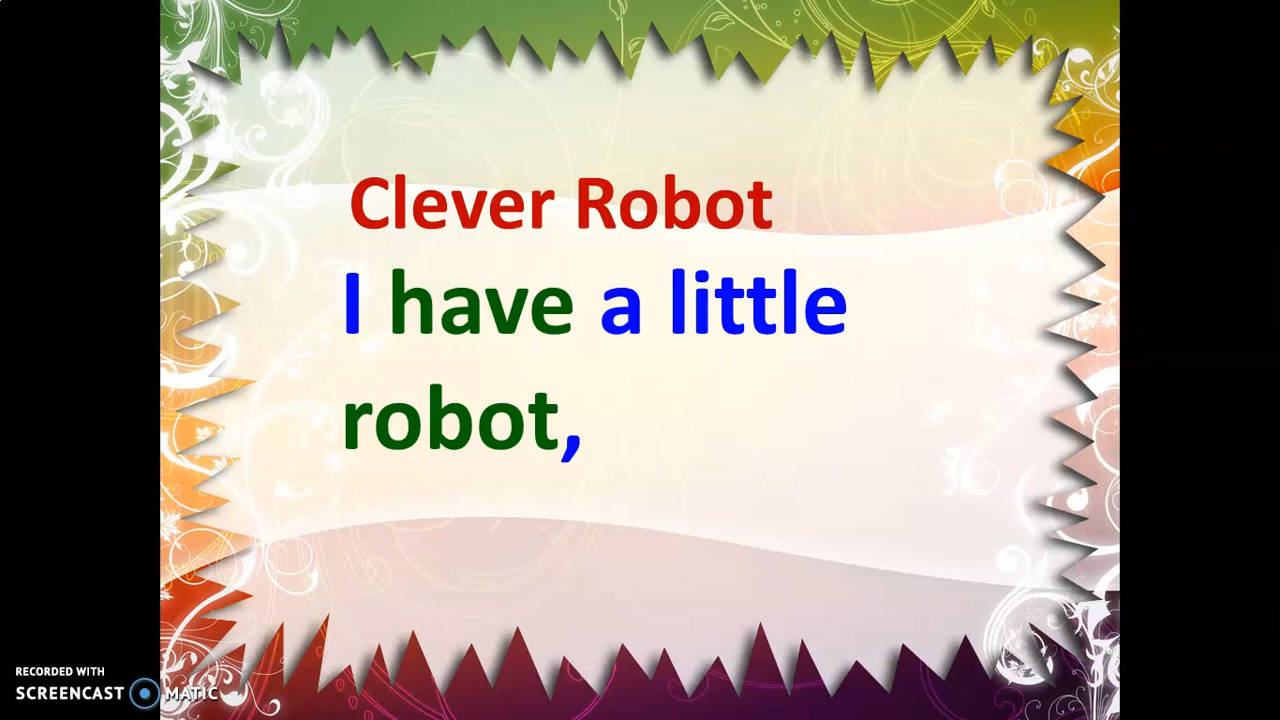 Clever Robot
I have a little
robot,
RECORDED WITH
SCREENCAST MATIC